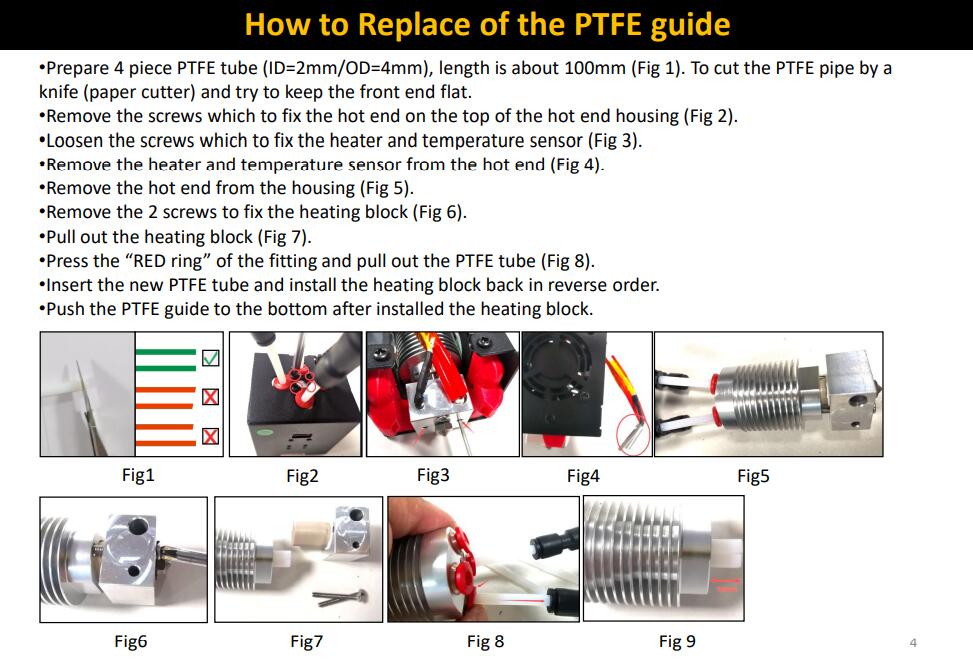 How to Replace of the PTFE guide
•Prepare 4 piece PTFE tube (ID=2mm/OD=4mm), length is about 100mm (Fig 1). To cut the PTFE pipe by a
knife (paper cutter) and try to keep the front end flat.
•Remove the screws which to fix the hot end on the top of the hot end housing (Fig 2).
•Loosen the screws which to fix the heater and temperature sensor (Fig 3).
•Remove the heater and temperature sensor from the hot end (Fig 4).
•Remove the hot end from the housing (Fig 5).
•Remove the 2 screws to fix the heating block (Fig 6).
•Pull out the heating block (Fig 7).
•Press the “RED ring” of the fitting and pull out the PTFE tube (Fig 8).
•Insert the new PTFE tube and install the heating block back in reverse order.
•Push the PTFE guide to the bottom after installed the heating block.
Fig1
Fig2
Fig3
Fig4
Fig5
Fig6
Fig7
Fig 8
Fig 9
4